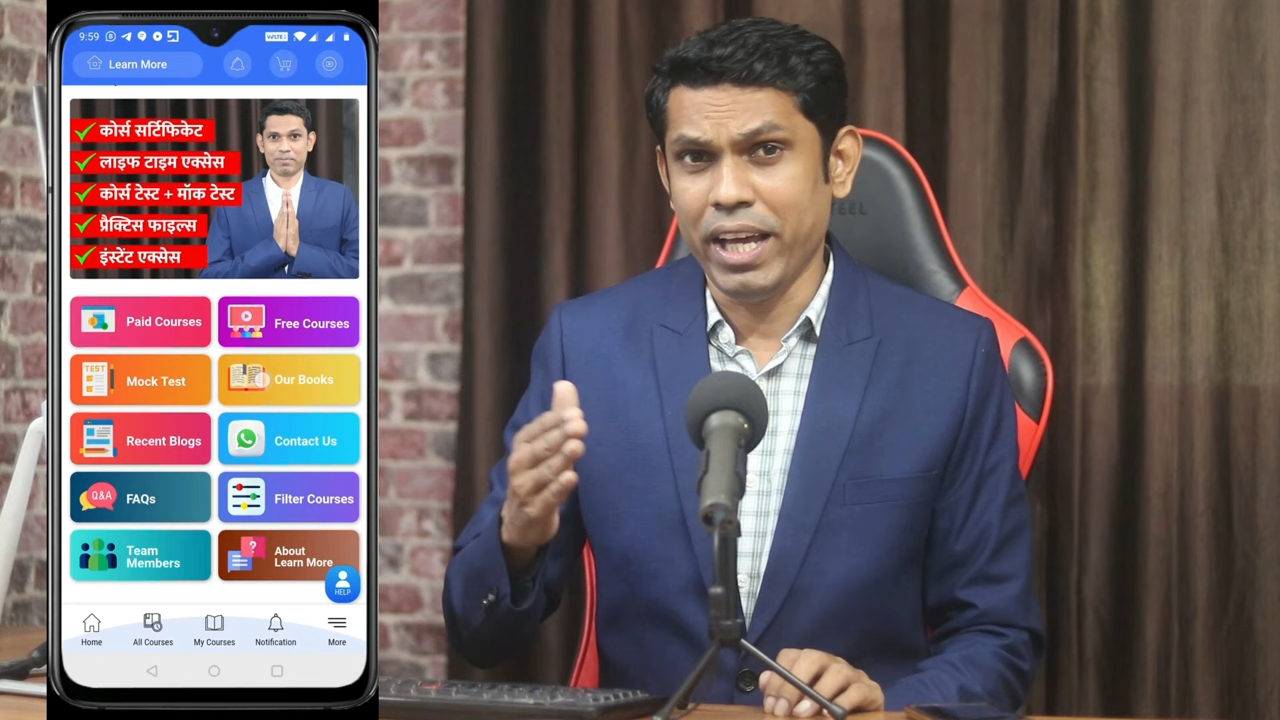 9:59
VoLTE
Learn More
कोर्स सर्टिफिकेट
लाइफ टाइम एक्सेस
कोर्स टेस्ट + मॉक टेस्ट
प्रैक्टिस फाइल्स
इंस्टेंट एक्सेस
Paid Courses
Free Courses
TEST
Mock Test
Our Books
Recent Blogs
Contact Us
Q&A
FAQs
Filter Courses
Team
Members
?
About
Learn More
HELP
Home
All Courses
My Courses
Notification
More